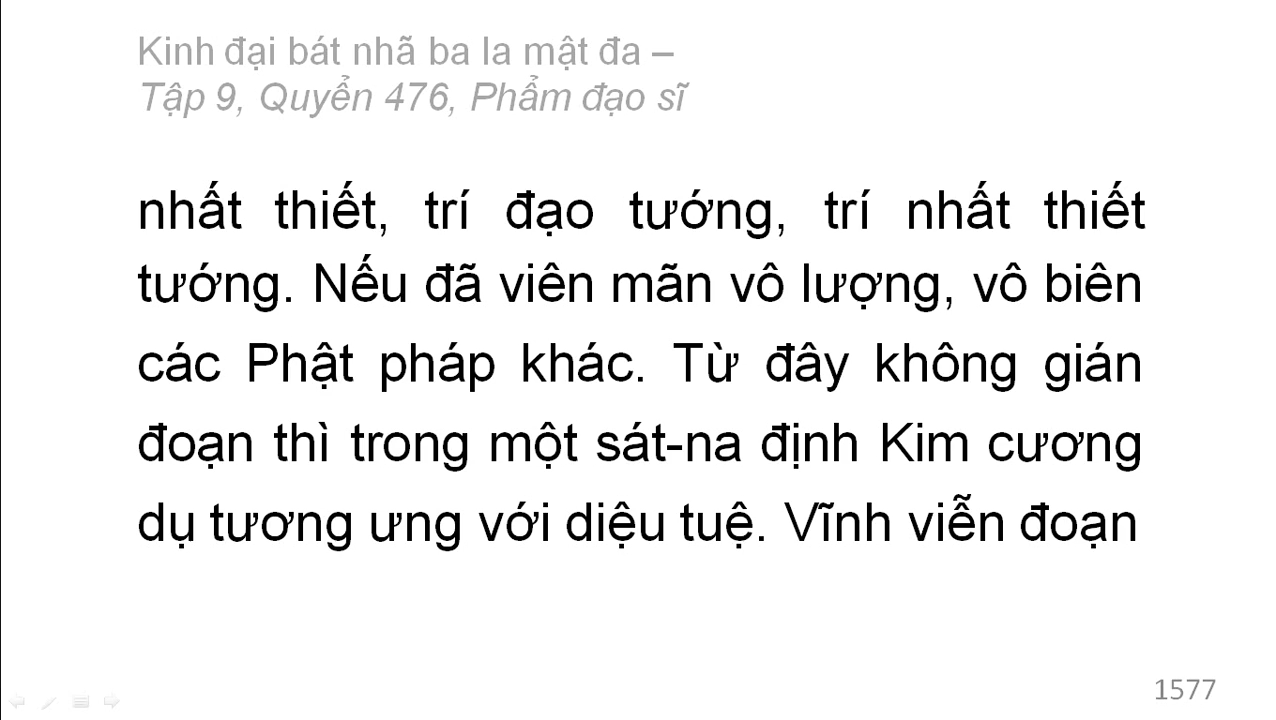 Kinh đại bát nhã ba la mật đa –
Tập 9, Quyển 476, Phẩm đạo sĩ
nhất thiết, trí đạo tướng, trí nhất thiết
tướng. Nếu đã viên mãn vô lượng, vô biên
các Phật pháp khác. Từ đây không gián
đoạn thì trong một sát-na định Kim cương
dụ tương ưng với diệu tuệ. Vĩnh viễn đoạn
1577